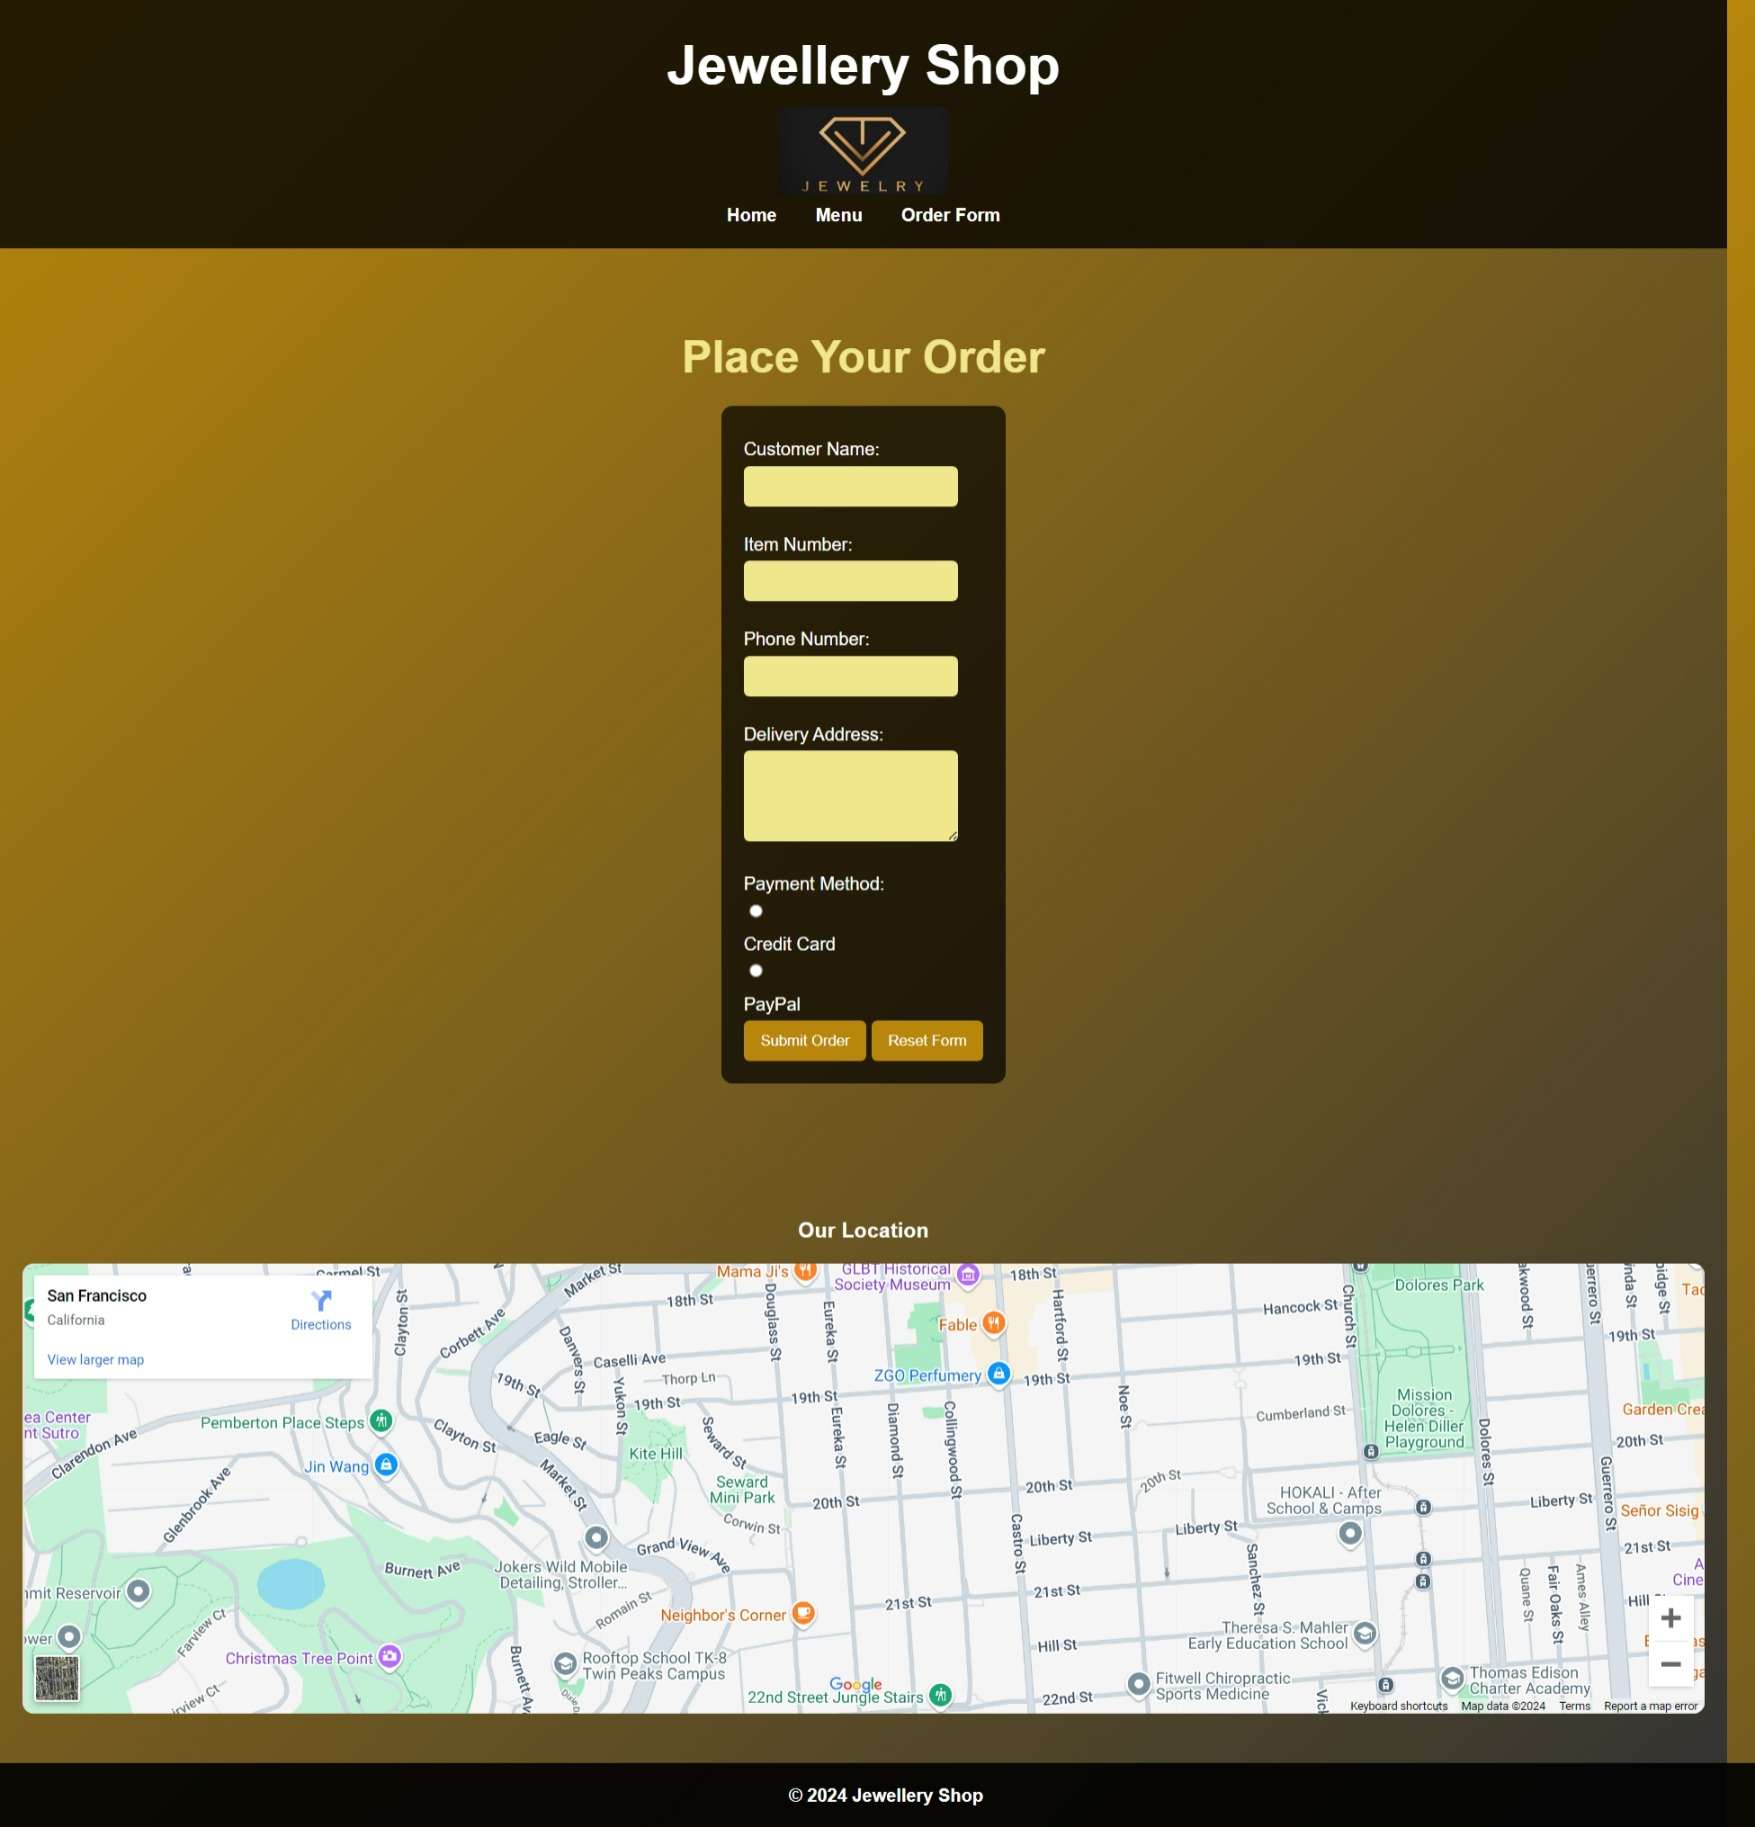 Jewellery Shop
JEWELRY
Home Menu Order Form
Place Your Order
Customer Name:
Item Number:
Phone Number:
Delivery Address:
Payment Method:
Credit Card
PayPal
Submit Order Reset Form
Our Location
San Francisco
California
Directions
View larger map
Carmel St
Clayton St
Corbett Ave
Market St
Mama Ji's
18th St
Douglass St
Eureka St
GLBT Historical
Society Museum
18th St
Fable
Hartford St
Hancock St
Church St
Dolores Park
19th St
Danvers St
Caselli Ave
Thorp Ln
19th St
Yukon St
19th St
ZGO Perfumery
19th St
19th St
19th St
Noe St
Cumberland St
Mission
Dolores -
Helen Diller
Playground
Dolores St
Garden
20th St
Guerrero St
Pemberton Place Steps
Clarendon Ave
Clayton St
Eagle St
Kite Hill
Seward St
Eureka St
Diamond St
Collingwood St
Jin Wang
Market St
Seward
Mini Park
Corwin St
20th St
20th St
20th St
HOKALI - After
School & Camps
Liberty St
Señor Sisig
Glenbrook Ave
Grand View Ave
Castro St
Liberty St
Liberty St
21st St
Burnett Ave
Jokers Wild Mobile
Detailing, Stroller...
Romain St
Neighbor's Corner
21st St
21st St
Sanchez St
Quane St
Fair Oaks St
Ames Alley
Hill
Reservoir
Farview Ct
Christmas Tree Point
Burnett
Rooftop School TK-8
Twin Peaks Campus
Hill St
Theresa S. Mahler
Early Education School
Google
22nd Street Jungle Stairs
22nd St
Fitwell Chiropractic
Sports Medicine
Thomas Edison
Charter Academy
Keyboard shortcuts Map data ©2024 Terms Report a map error
© 2024 Jewellery Shop